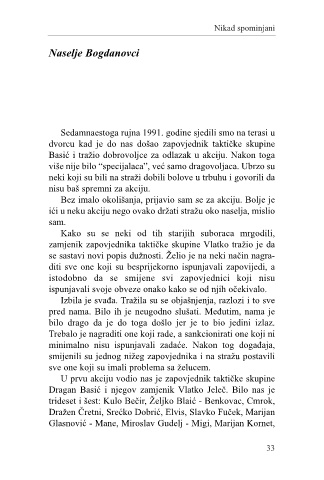 Nikad spominjani
Naselje Bogdanovci
Sedamnaestoga rujna 1991. godine sjedili smo na terasi u
dvorcu kad je do nas došao zapovjednik taktičke skupine
Basić i tražio dobrovoljce za odlazak u akciju. Nakon toga
više nije bilo “specijalaca”, već samo dragovoljaca. Ubrzo su
neki koji su bili na straži dobili bolove u trbuhu i govorili da
nisu baš spremni za akciju.
Bez imalo okolišanja, prijavio sam se za akciju. Bolje je
ići u neku akciju nego ovako držati stražu oko naselja, mislio
sam.
Kako su se neki od tih starijih suboraca mrgodili,
zamjenik zapovjednika taktičke skupine Vlatko tražio je da
se sastavi novi popis dužnosti. Želio je na neki način nagra-
diti sve one koji su besprijekorno ispunjavali zapovijedi, a
istodobno da se smijene svi zapovjednici koji nisu
ispunjavali svoje obveze onako kako se od njih očekivalo.
Izbila je svađa. Tražila su se objašnjenja, razlozi i to sve
pred nama. Bilo ih je neugodno slušati. Međutim, nama je
bilo drago da je do toga došlo jer je to bio jedini izlaz.
Trebalo je nagraditi one koji rade, a sankcionirati one koji ni
minimalno nisu ispunjavali zadaće. Nakon tog događaja,
smijenili su jednog nižeg zapovjednika i na stražu postavili
sve one koji su imali problema sa želucem.
U prvu akciju vodio nas je zapovjednik taktičke skupine
Dragan Basić i njegov zamjenik Vlatko Jeleč. Bilo nas je
trideset i šest: Kulo Bečir, Željko Blaić - Benkovac, Cmrok,
Dražen Čretni, Srećko Dobrić, Elvis, Slavko Fuček, Marijan
Glasnović - Mane, Miroslav Gudelj - Migi, Marijan Kornet,
33